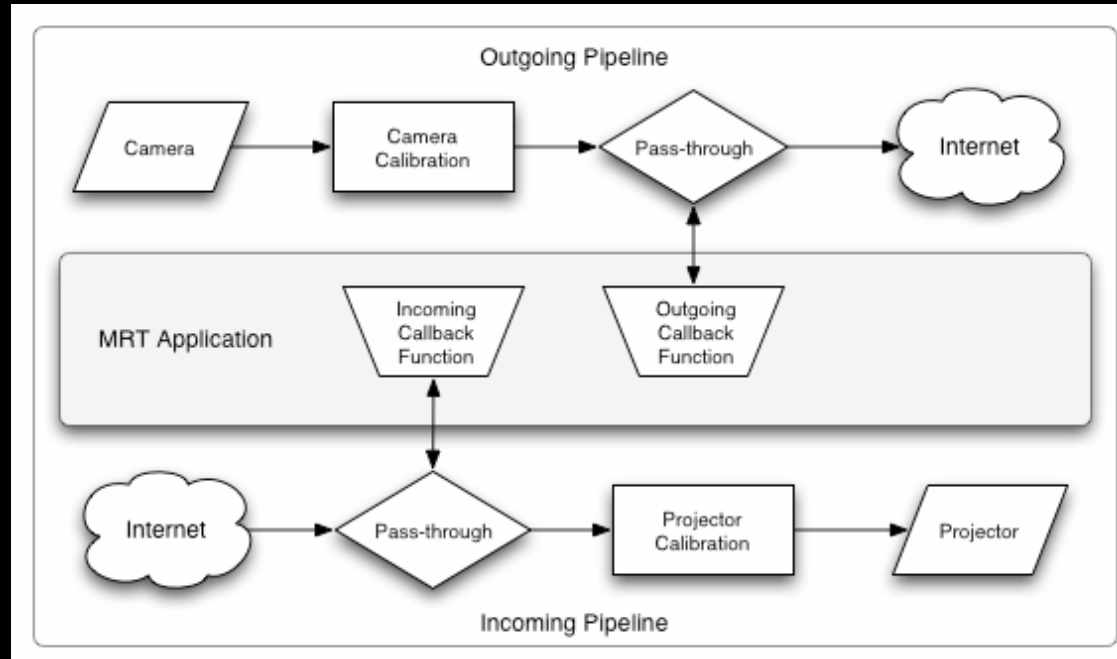 Outgoing Pipeline
Camera
Camera
Calibration
Pass-through
Internet
MRT Application
Incoming
Callback
Function
Outgoing
Callback
Function
Internet
Pass-through
Projector
Calibration
Projector
Incoming Pipeline